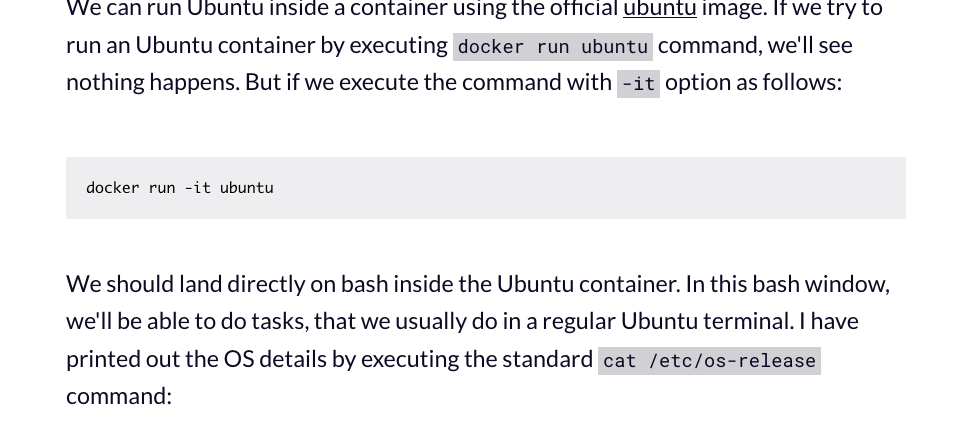 We can run Ubuntu inside a container using the official ubuntu image. If we try to
run an Ubuntu container by executing docker run ubuntu command, we'll see
nothing happens. But if we execute the command with -it option as follows:
docker run -it ubuntu
We should land directly on bash inside the Ubuntu container. In this bash window,
we'll be able to do tasks, that we usually do in a regular Ubuntu terminal. I have
printed out the OS details by executing the standard cat /etc/os-release
command: